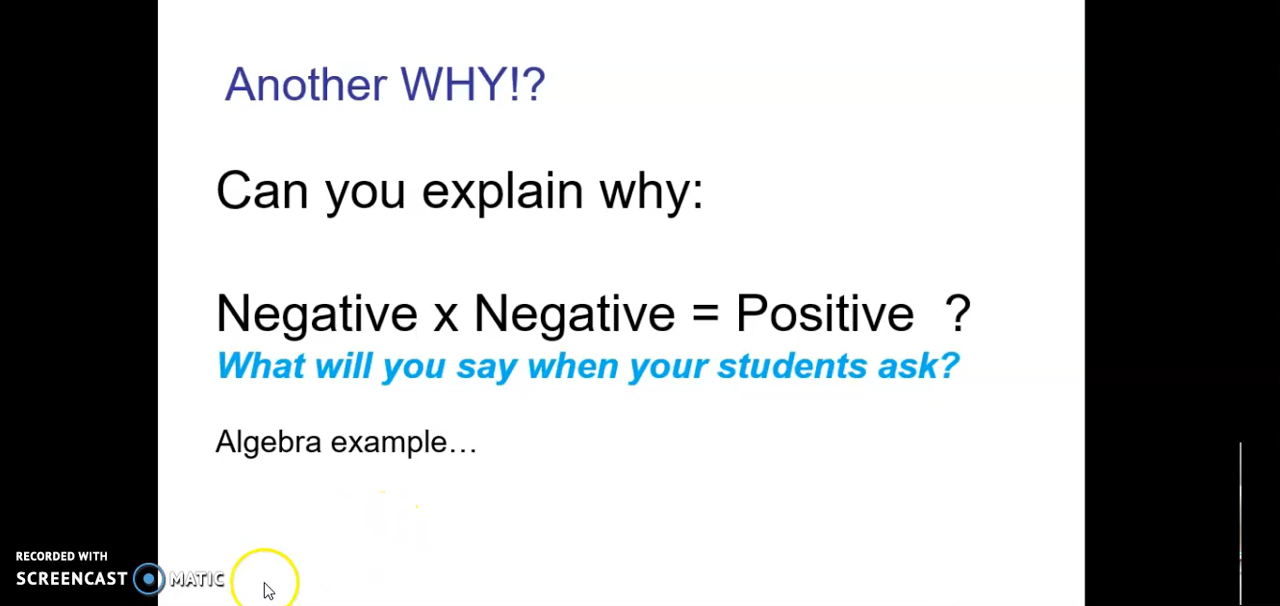 Another WHY!?
Can you explain why:
Negative x Negative = Positive ?
What will you say when your students ask?
Algebra example…
RECORDED WITH
SCREENCAST MATIC